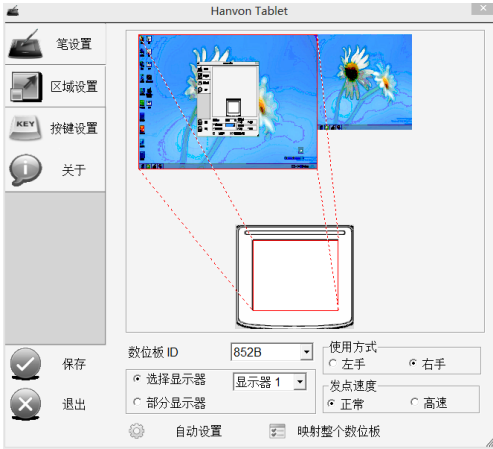 Hanvon Tablet
笔设置
区域设置
KEY 按键设置
关于
数位板 ID 852B
使用方式
左手 右手
选择显示器 显示器 1
部分显示器
发点速度
正常 高速
保存
退出
自动设置 映射整个数位板